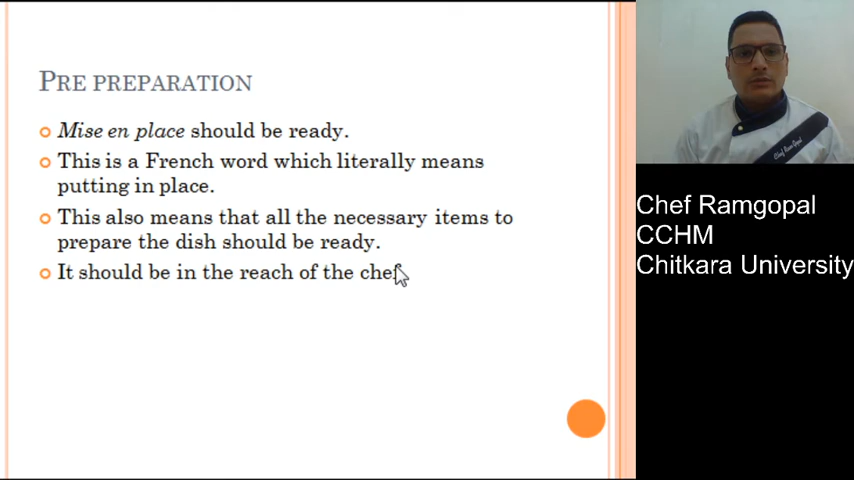 PRE PREPARATION
Mise en place should be ready.
This is a French word which literally means
putting in place.
This also means that all the necessary items to
prepare the dish should be ready.
It should be in the reach of the chef
Chef Ramgopal
CCHM
Chitkara University